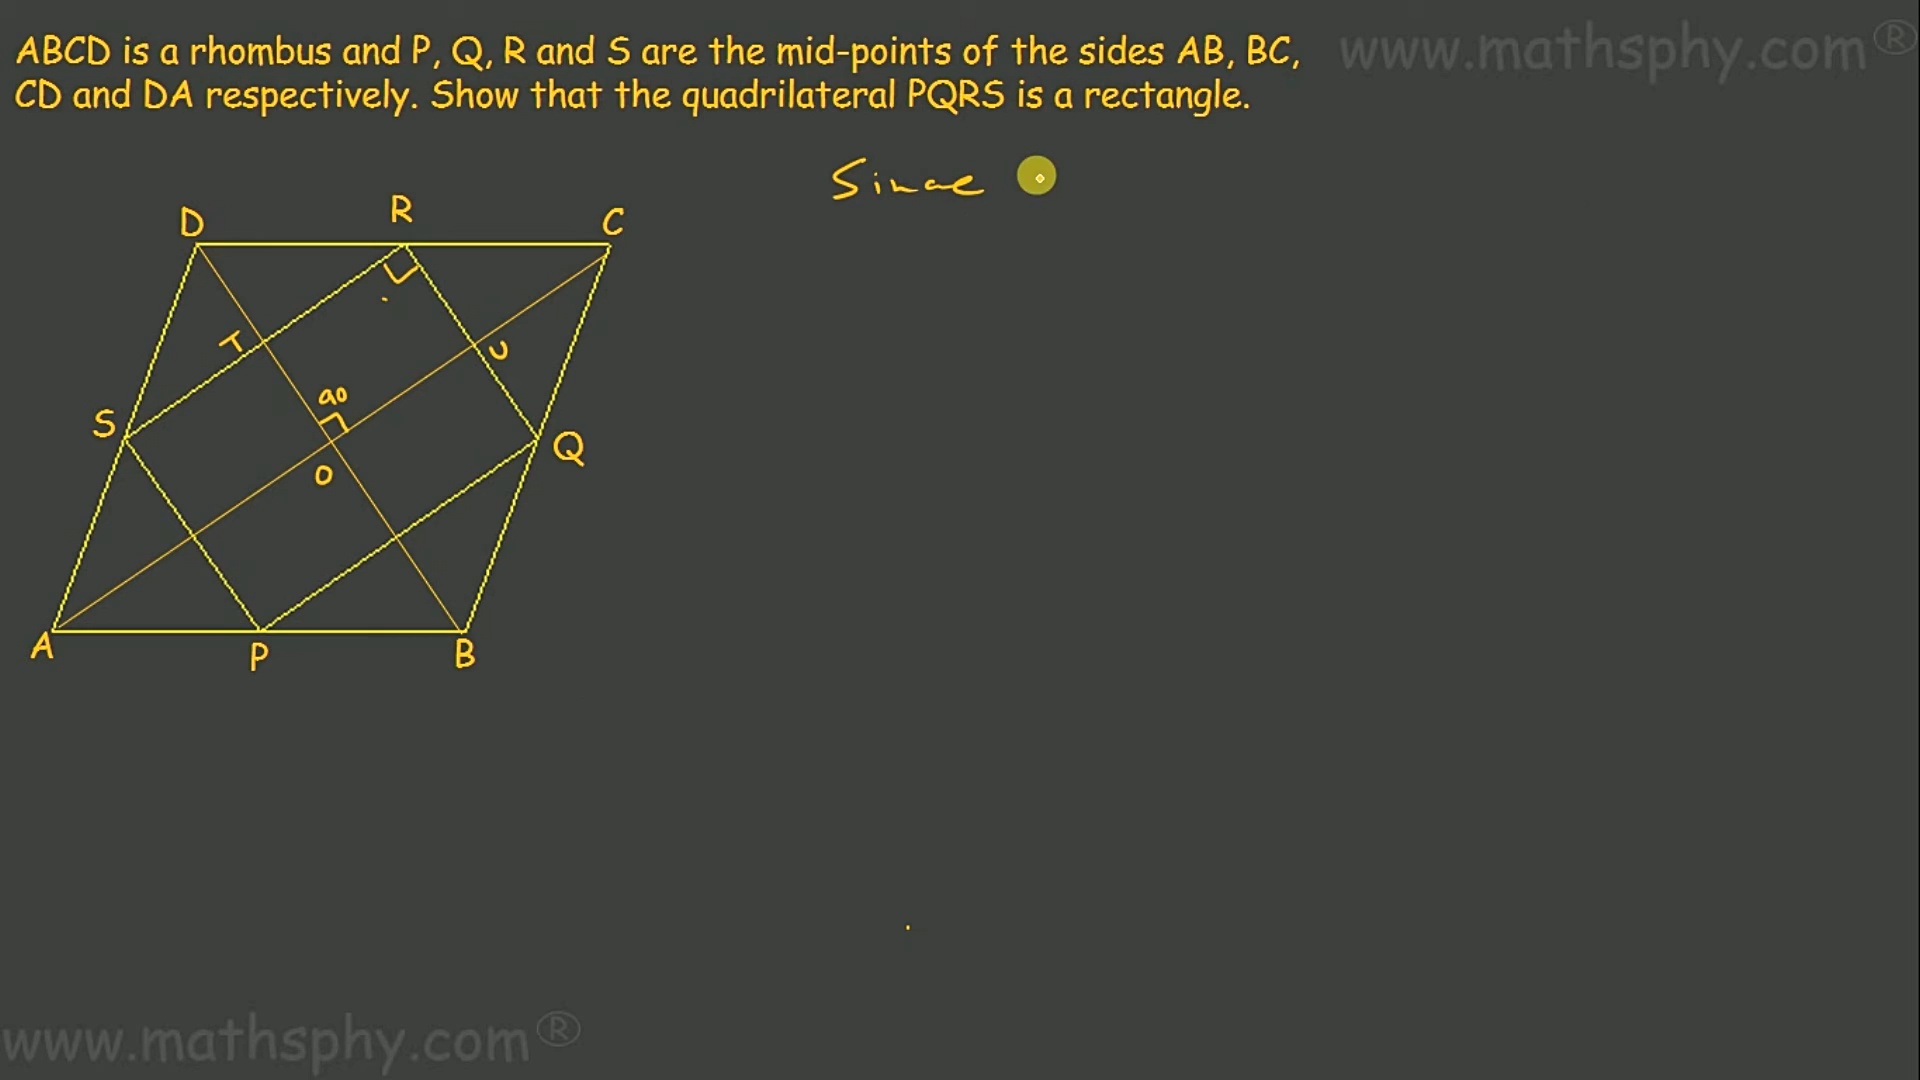 ABCD is a rhombus and P, Q, R and S are the mid-points of the sides AB, BC,
CD and DA respectively. Show that the quadrilateral PQRS is a rectangle.
www.mathsphy.com®
Sinae
D R C
T U
90
S O Q
A P B
www.mathsphy.com®